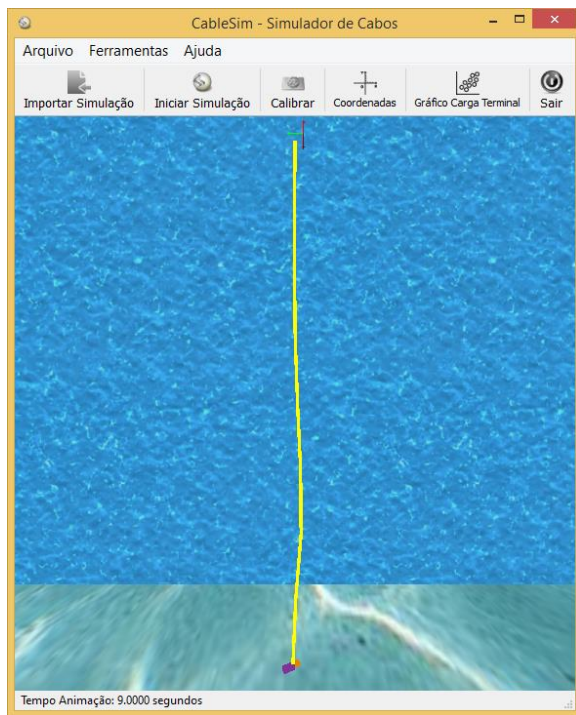 CableSim - Simulador de Cabos
Arquivo Ferramentas Ajuda
Importar Simulação Iniciar Simulação Calibrar Coordenadas Gráfico Carga Terminal Sair
Tempo Animação: 9.0000 segundos